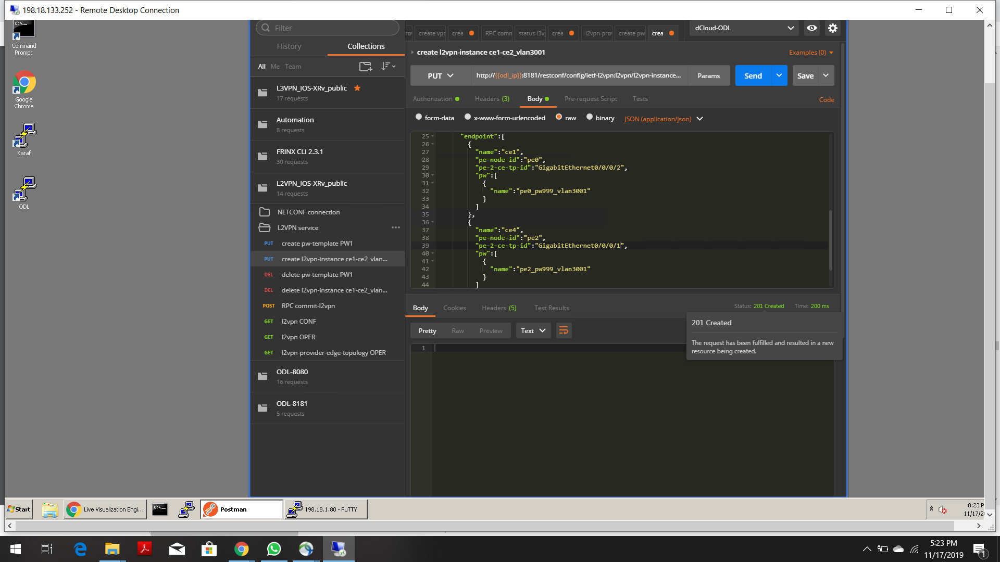 198.18.133.252 - Remote Desktop Connection
Command
Prompt
Google
Chrome
Karaf
ODL
Filter
History
Collections
All
Me
Team
L3VPN_IOS-XRv_public
17 requests
Automation
8 requests
FRINX CLI 2.3.1
30 requests
L2VPN_IOS-XRv_public
14 requests
NETCONF connection
L2VPN service
PUT create pw-template PW1
PUT create l2vpn-instance ce1-ce2_vlan...
DEL delete pw-template PW1
DEL delete l2vpn-instance ce1-ce2_vlan...
POST RPC commit-l2vpn
GET l2vpn CONF
GET l2vpn OPER
GET l2vpn-provider-edge-topology OPER
ODL-8080
16 requests
ODL-8181
5 requests
create vpr
crea
RPC comn
status-l3v
crea
l2vpn-pro
create pw
crea
dCloud-ODL
create l2vpn-instance ce1-ce2_vlan3001
Examples (0)
PUT
http://{{odl_ip}}:8181/restconf/config/ietf-l2vpn:l2vpn/l2vpn-instance...
Params
Send
Save
Authorization
Headers (3)
Body
Pre-request Script
Tests
Code
form-data
x-www-form-urlencoded
raw
binary
JSON (application/json)
25 "endpoint":[
26 {
27 "name":"ce1",
28 "pe-node-id":"pe0",
29 "pe-2-ce-tp-id":"GigabitEthernet0/0/0/2",
30 "pw":[
31 {
32 "name":"pe0_pw999_vlan3001"
33 }
34 ]
35 },
36 {
37 "name":"ce4",
38 "pe-node-id":"pe2",
39 "pe-2-ce-tp-id":"GigabitEthernet0/0/0/1",
40 "pw":[
41 {
42 "name":"pe2_pw999_vlan3001"
43 }
44 ]
Body
Cookies
Headers (5)
Test Results
Status: 201 Created
Time: 200 ms
Pretty
Raw
Preview
Text
201 Created
The request has been fulfilled and resulted in a new
resource being created.
1
Start
Live Visualization Engi...
Postman
198.18.1.80 - PuTTY
8:23 P
11/17/20
5:23 PM
11/17/2019
1